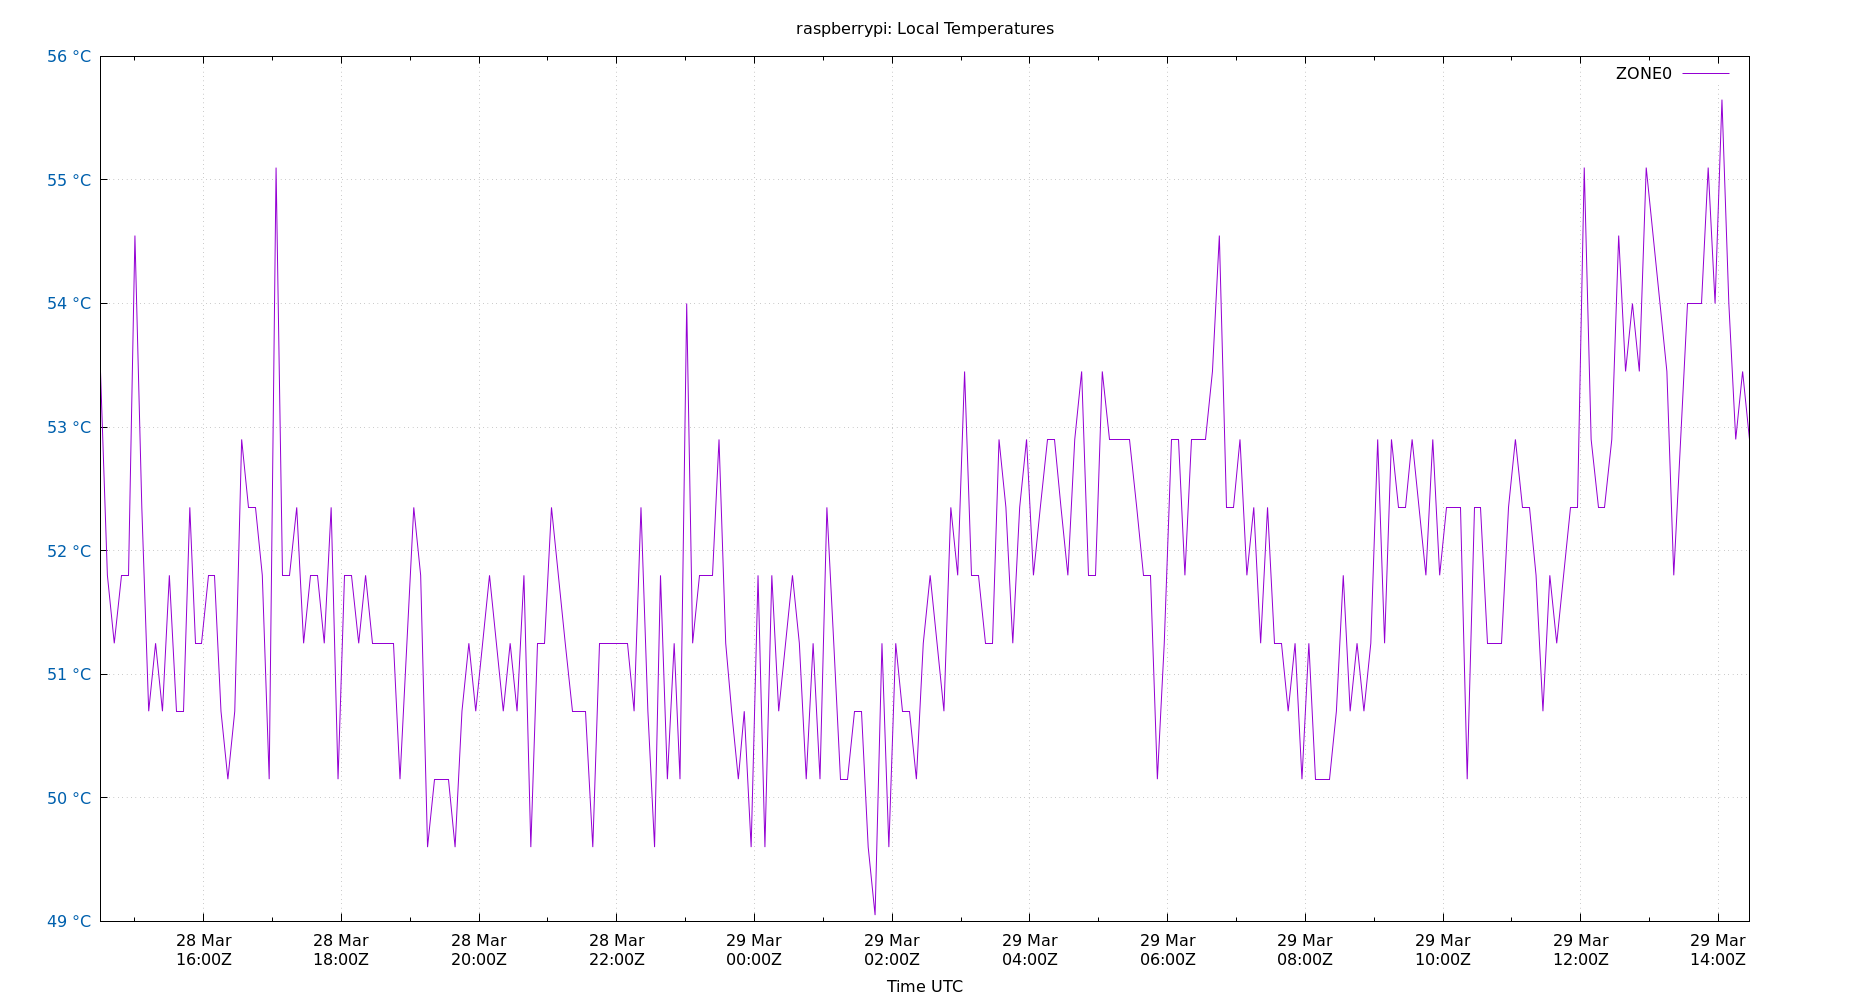 raspberrypi: Local Temperatures
56 °C
ZONE0
55 °C
54 °C
53 °C
52 °C
51 °C
50 °C
49 °C
28 Mar 28 Mar 28 Mar 28 Mar 29 Mar 29 Mar 29 Mar 29 Mar 29 Mar 29 Mar 29 Mar 29 Mar
16:00Z 18:00Z 20:00Z 22:00Z 00:00Z 02:00Z 04:00Z 06:00Z 08:00Z 10:00Z 12:00Z 14:00Z
Time UTC